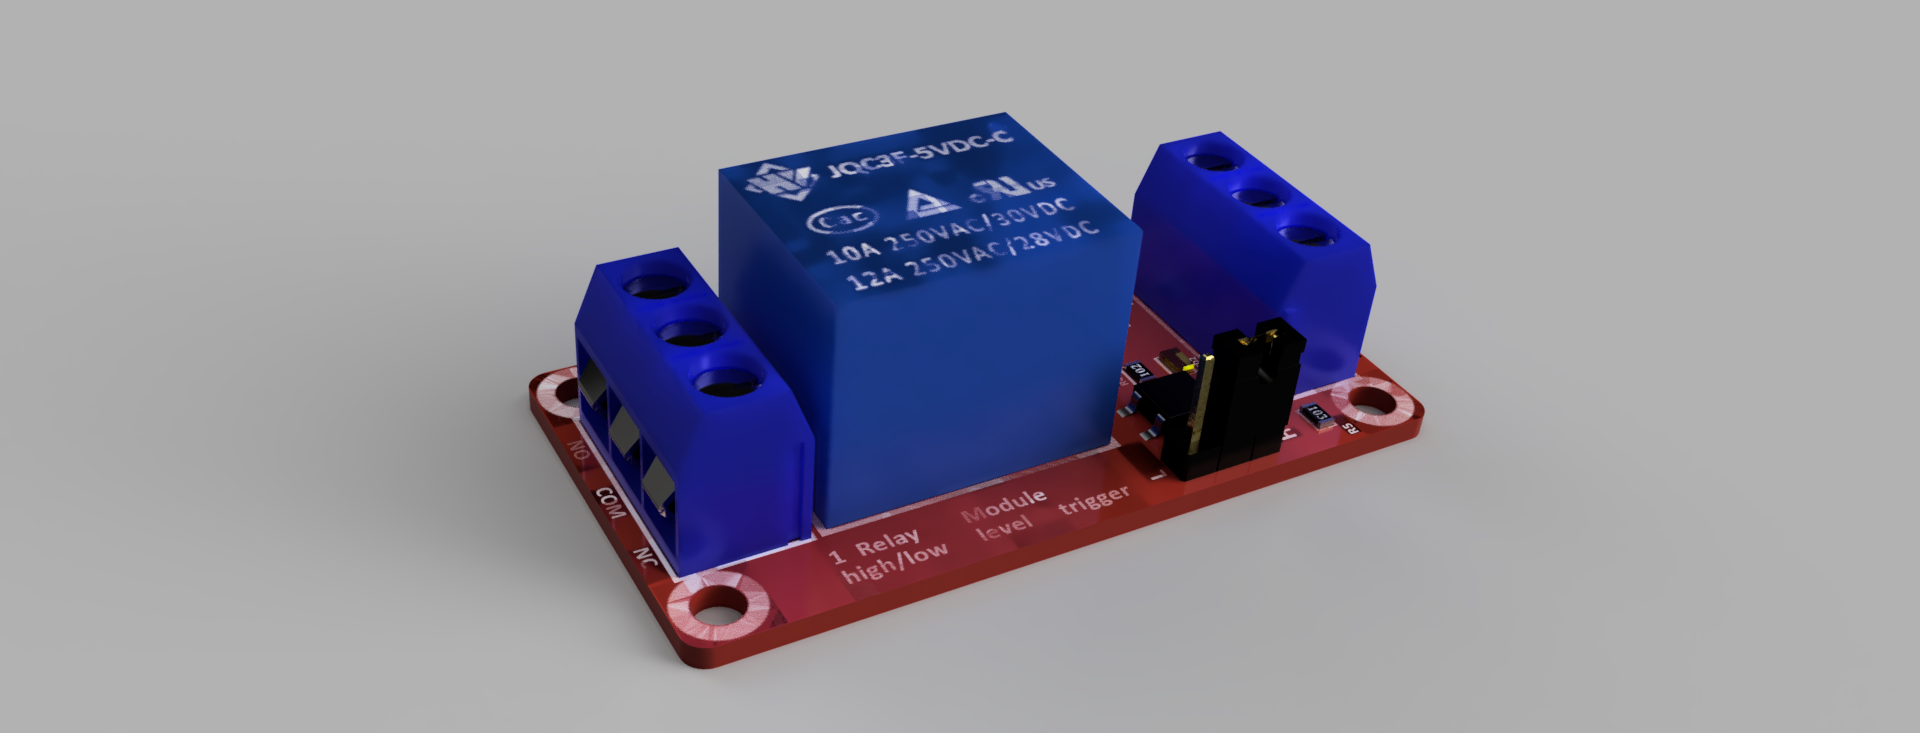 JQC3F-5VDC-C
cqc
c US
10A 250VAC/30VDC
12A 250VAC/28VDC
NO
COM
NC
1 Relay Module trigger
high/low level
102
103
R5
L
H